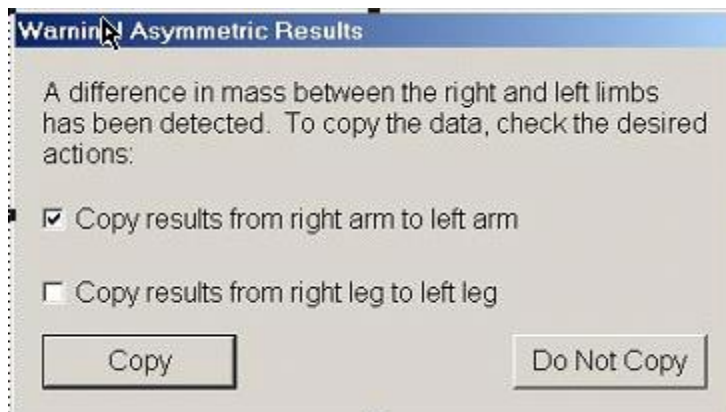 Warning! Asymmetric Results
A difference in mass between the right and left limbs
has been detected. To copy the data, check the desired
actions:
Copy results from right arm to left arm
Copy results from right leg to left leg
Copy
Do Not Copy